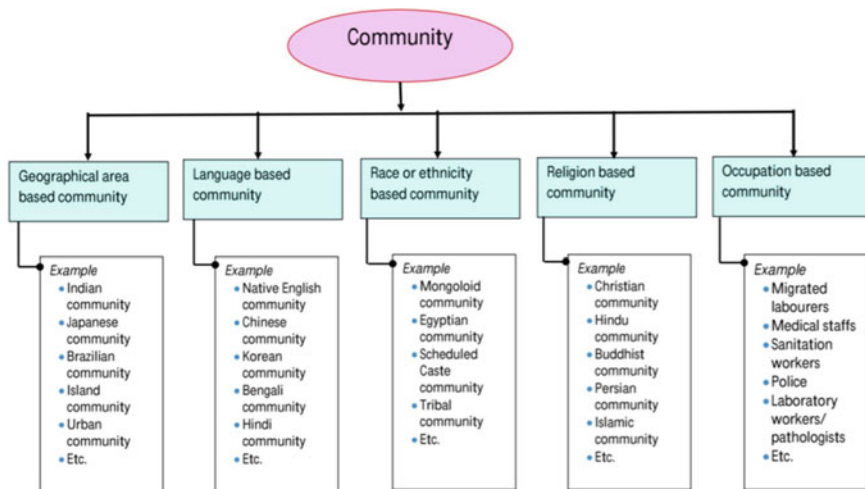 Community
Geographical area
based community
Language based
community
Race or ethnicity
based community
Religion based
community
Occupation based
community
Example
Indian
community
Japanese
community
Brazilian
community
Island
community
Urban
community
Etc.
Example
Native English
community
Chinese
community
Korean
community
Bengali
community
Hindi
community
Etc.
Example
Mongoloid
community
Egyptian
community
Scheduled
Caste
community
Tribal
community
Etc.
Example
Christian
community
Hindu
community
Buddhist
community
Persian
community
Islamic
community
Etc.
Example
Migrated
labourers
Medical staffs
Sanitation
workers
Police
Laboratory
workers/
pathologists
Etc.